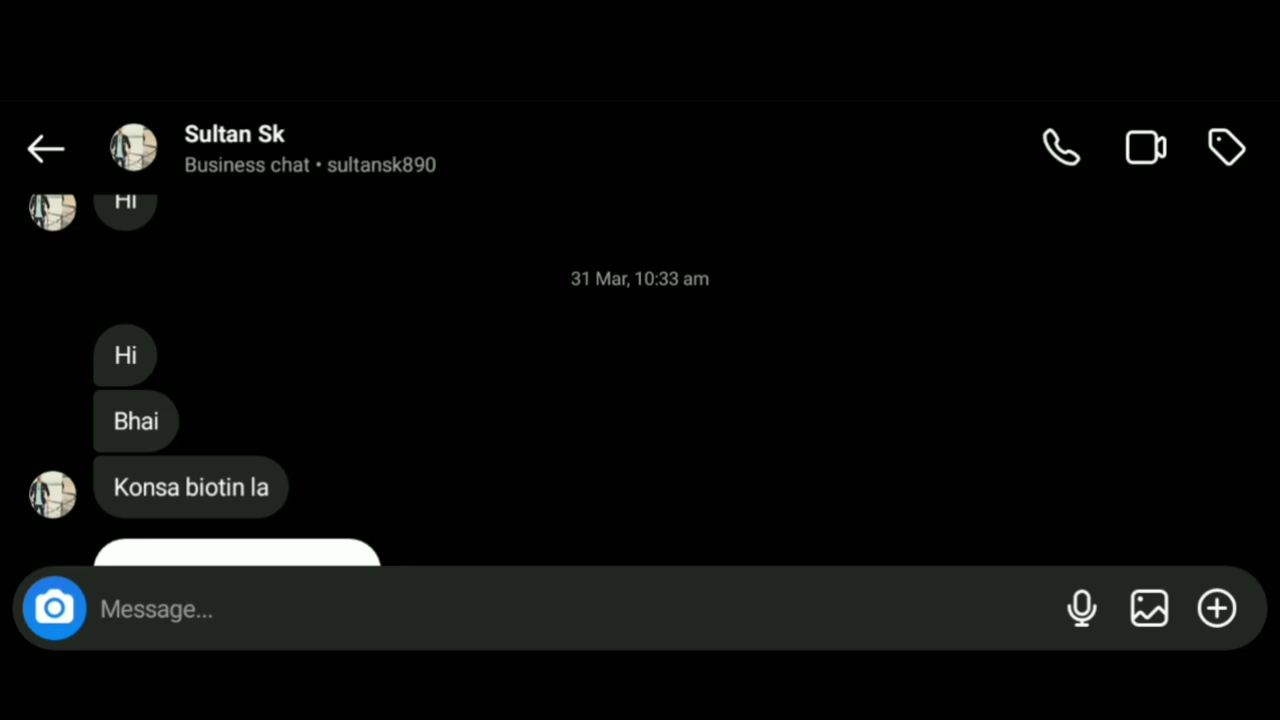 Sultan Sk
Business chat • sultansk890
Hi
31 Mar, 10:33 am
Hi
Bhai
Konsa biotin la
Message...